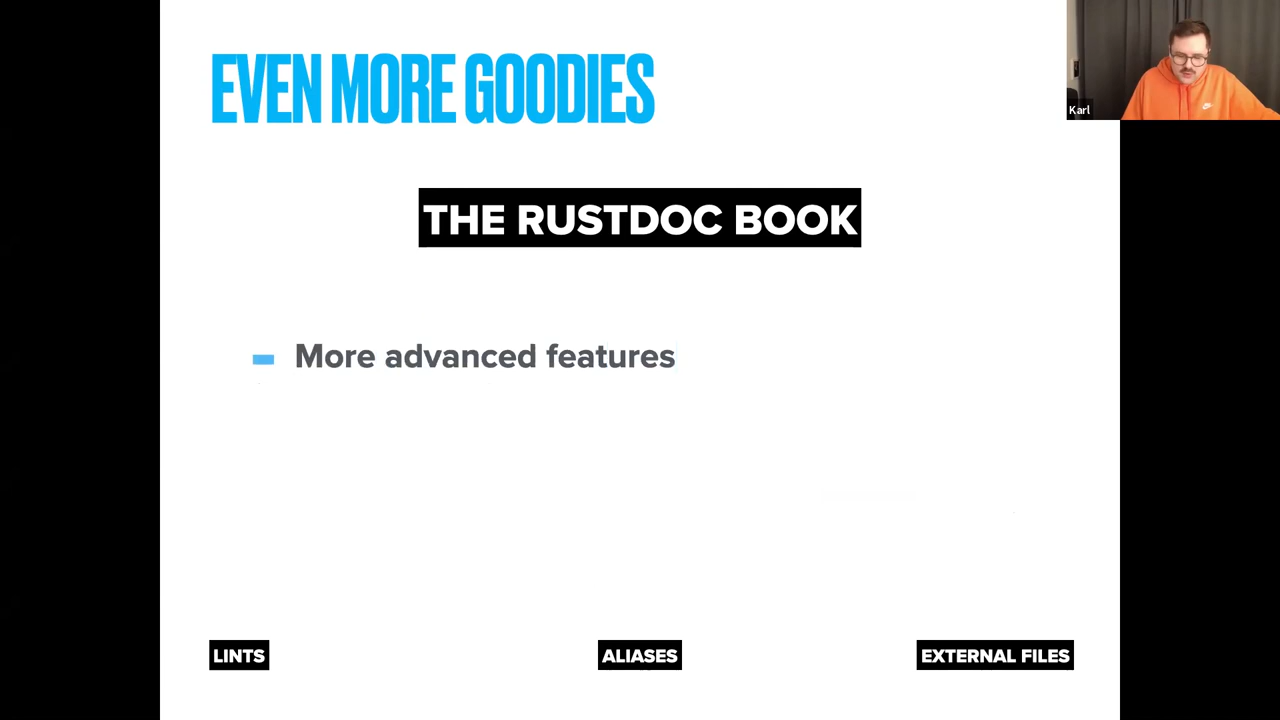 EVEN MORE GOODIES
Karl
THE RUSTDOC BOOK
More advanced features
LINTS
ALIASES
EXTERNAL FILES